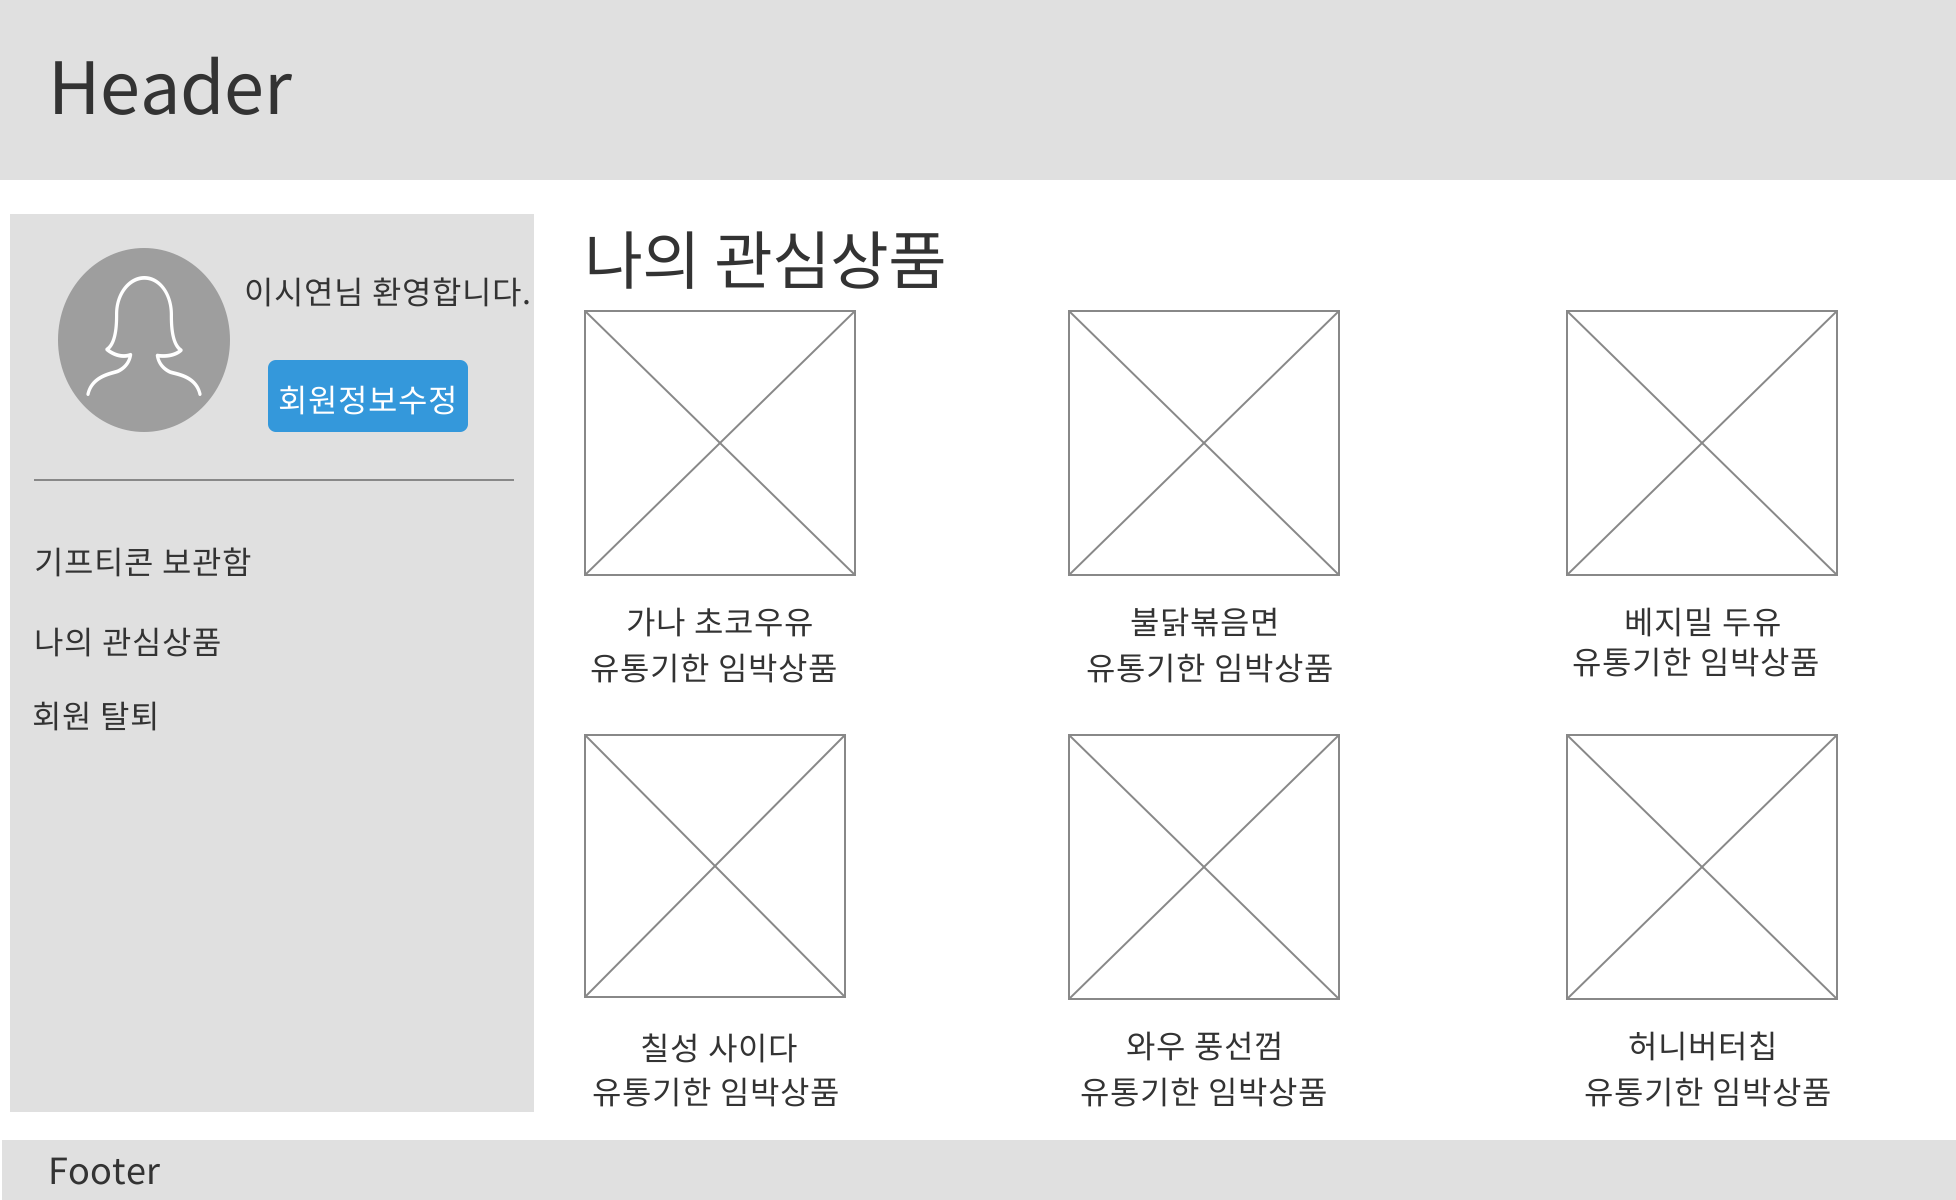 Header
이시연님 환영합니다.
회원정보수정
기프티콘 보관함
나의 관심상품
회원 탈퇴
나의 관심상품
가나 초코우유
유통기한 임박상품
불닭볶음면
유통기한 임박상품
베지밀 두유
유통기한 임박상품
칠성 사이다
유통기한 임박상품
와우 풍선껌
유통기한 임박상품
허니버터칩
유통기한 임박상품
Footer